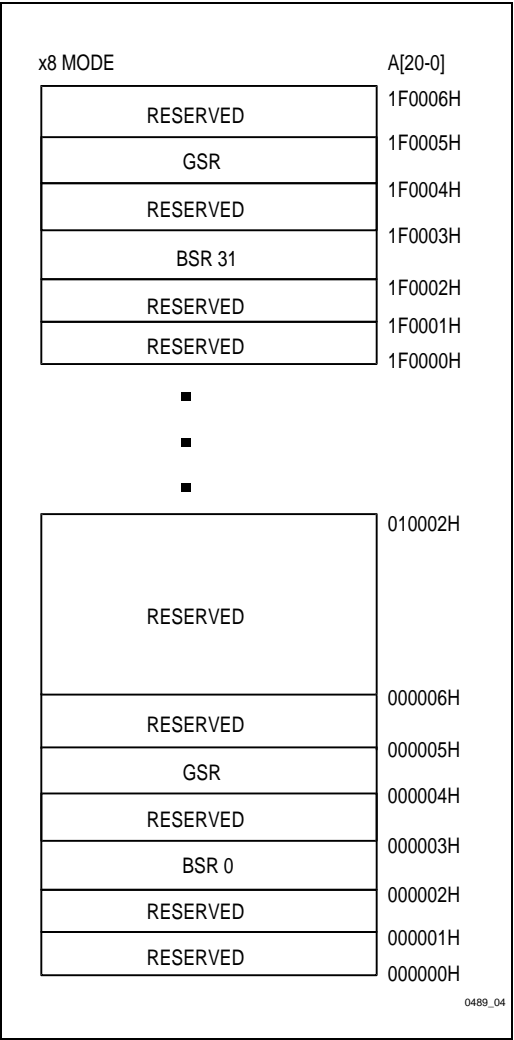 x8 MODE A[20-0]
1F0006H
RESERVED
1F0005H
GSR
1F0004H
RESERVED
1F0003H
BSR 31
1F0002H
RESERVED
1F0001H
RESERVED
1F0000H
010002H
RESERVED
000006H
RESERVED
000005H
GSR
000004H
RESERVED
000003H
BSR 0
000002H
RESERVED
000001H
RESERVED
000000H
0489_04